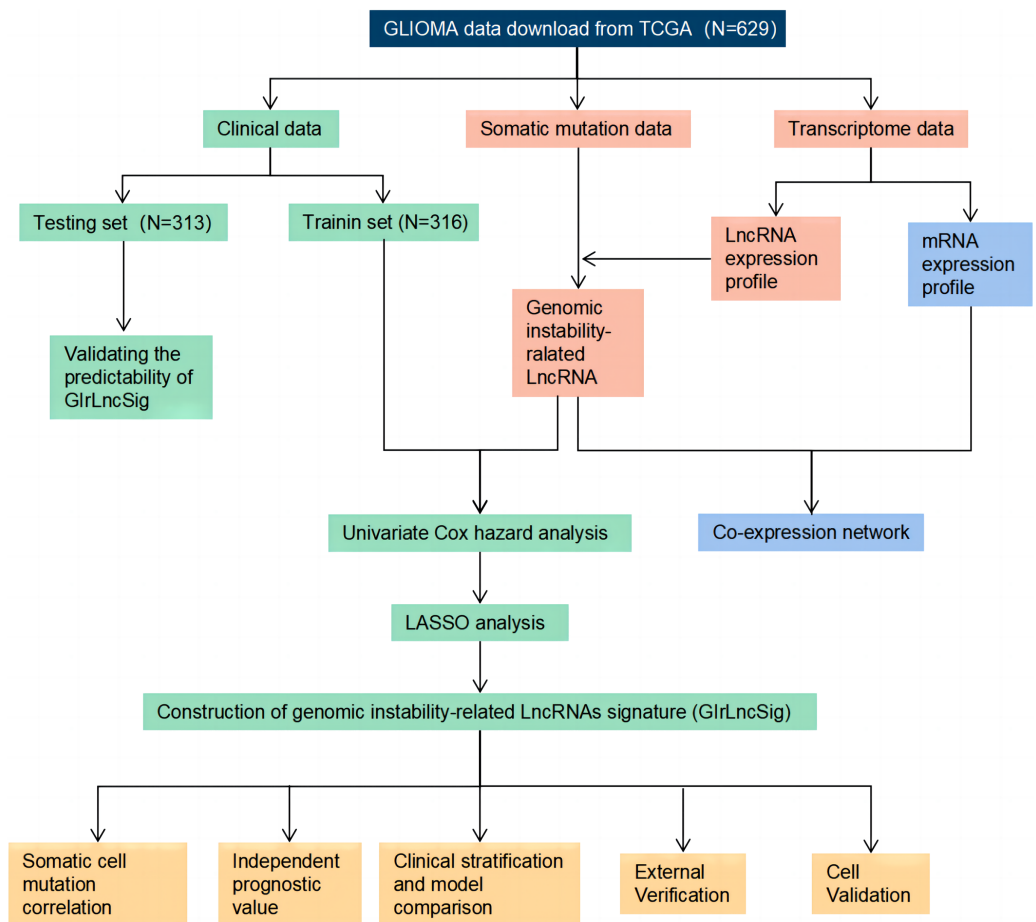 GLIOMA data download from TCGA（N=629）
Clinical data
Somatic mutation data
Transcriptome data
Testing set（N=313）
Trainin set (N=316)
LncRNA
expression
profile
mRNA
expression
profile
Genomic
instability-
ralated
LncRNA
Validating the
predictability of
GIrLncSig
Univariate Cox hazard analysis
Co-expression network
LASSO analysis
Construction of genomic instability-related LncRNAs signature (GIrLncSig)
Somatic cell
mutation
correlation
Independent
prognostic
value
Clinical stratification
and model
comparison
External
Verification
Cell
Validation